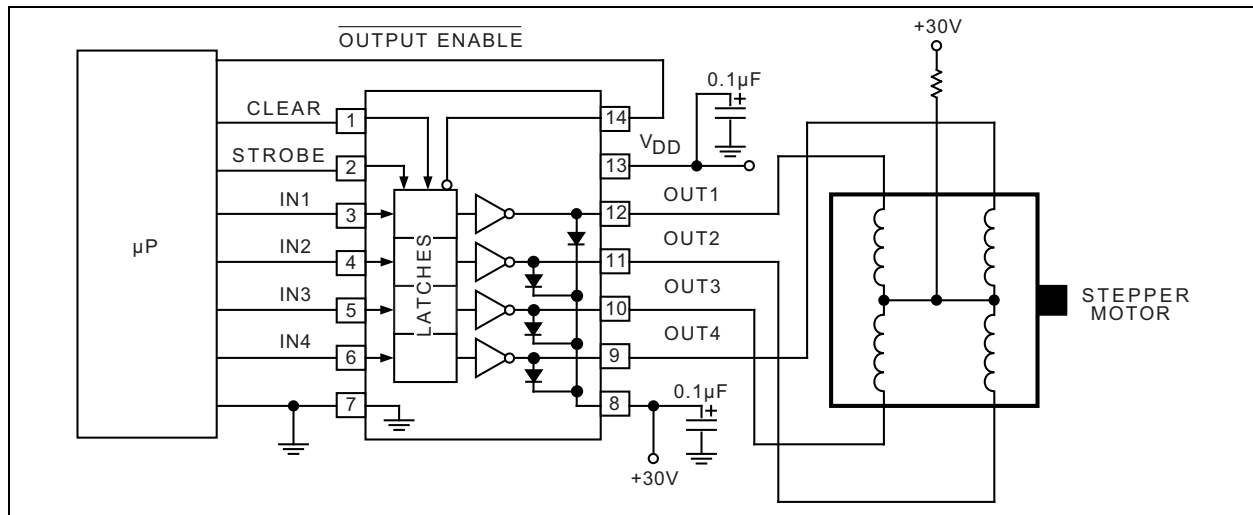 +30V
OUTPUT ENABLE
0.1µF
+
CLEAR
1
14
VDD
STROBE
2
13
IN1
3
12
OUT1
µP
IN2
4
LATCHES
11
OUT2
IN3
5
10
OUT3
IN4
6
9
OUT4
7
8
0.1µF
+
+30V
STEPPER
MOTOR